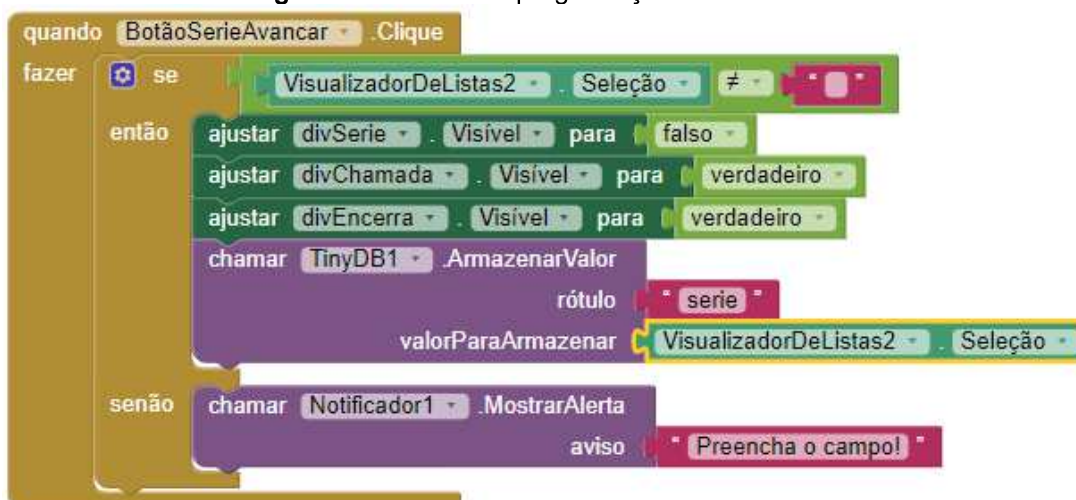 quando BotãoSerieAvancar .Clique
fazer se VisualizadorDeListas2 . Seleção ≠ " "
então ajustar divSerie . Visível para falso
ajustar divChamada . Visível para verdadeiro
ajustar divEncerra . Visível para verdadeiro
chamar TinyDB1 .ArmazenarValor
rótulo " serie "
valorParaArmazenar VisualizadorDeListas2 . Seleção
senão chamar Notificador1 .MostrarAlerta
aviso " Preencha o campo! "